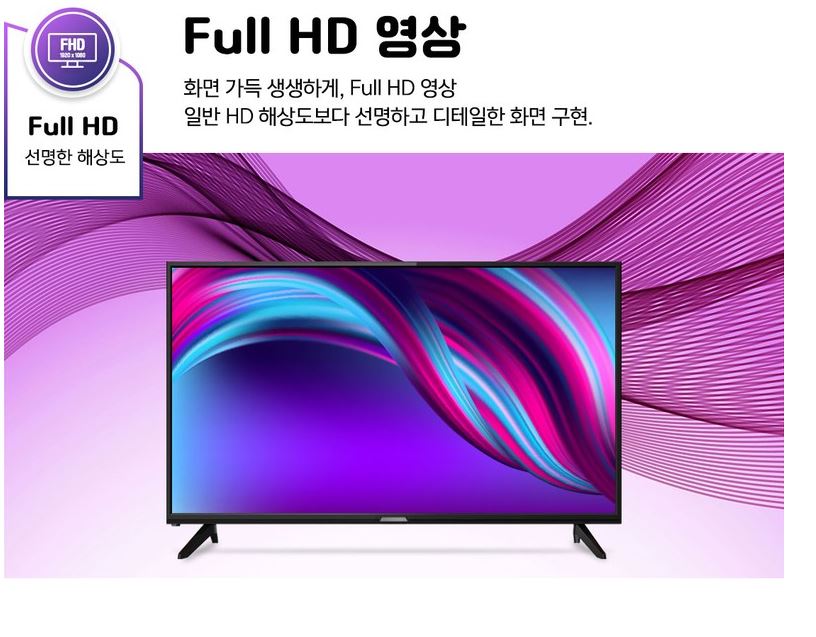 FHD
1920 x 1080
Full HD
선명한 해상도
Full HD 영상
화면 가득 생생하게, Full HD 영상
일반 HD 해상도보다 선명하고 디테일한 화면 구현.